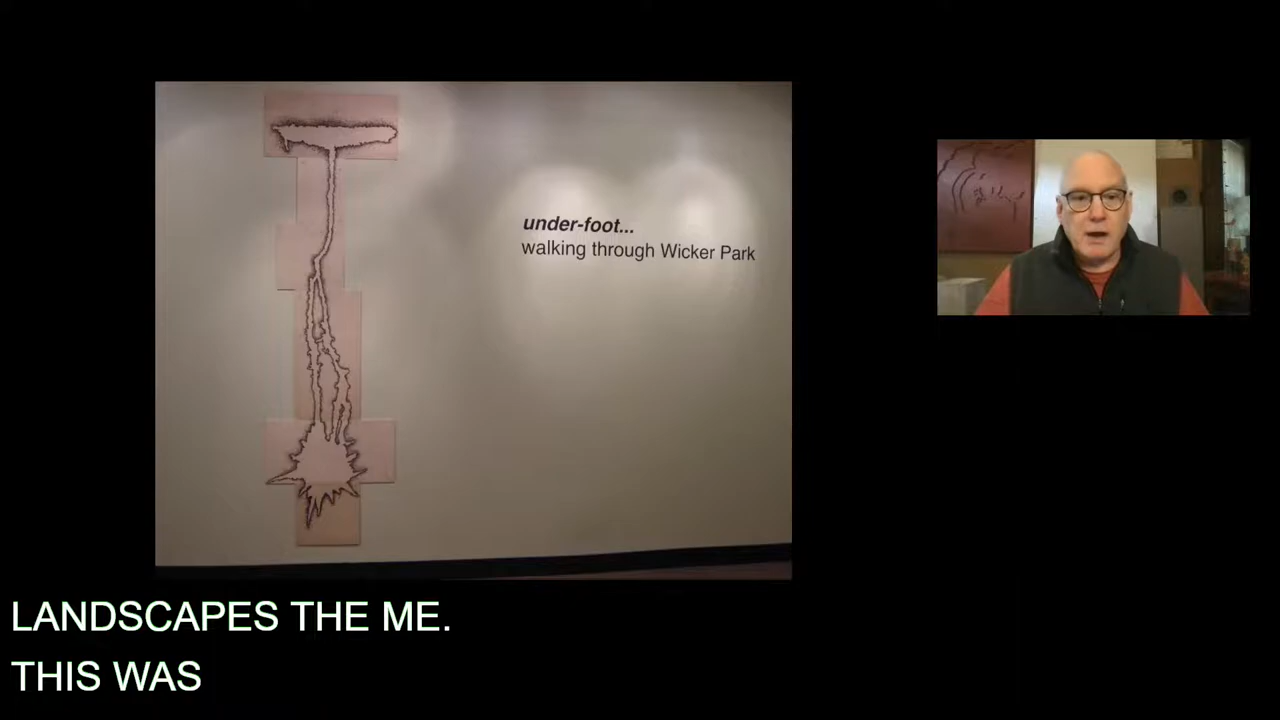 under-foot...
walking through Wicker Park
LANDSCAPES THE ME.
THIS WAS